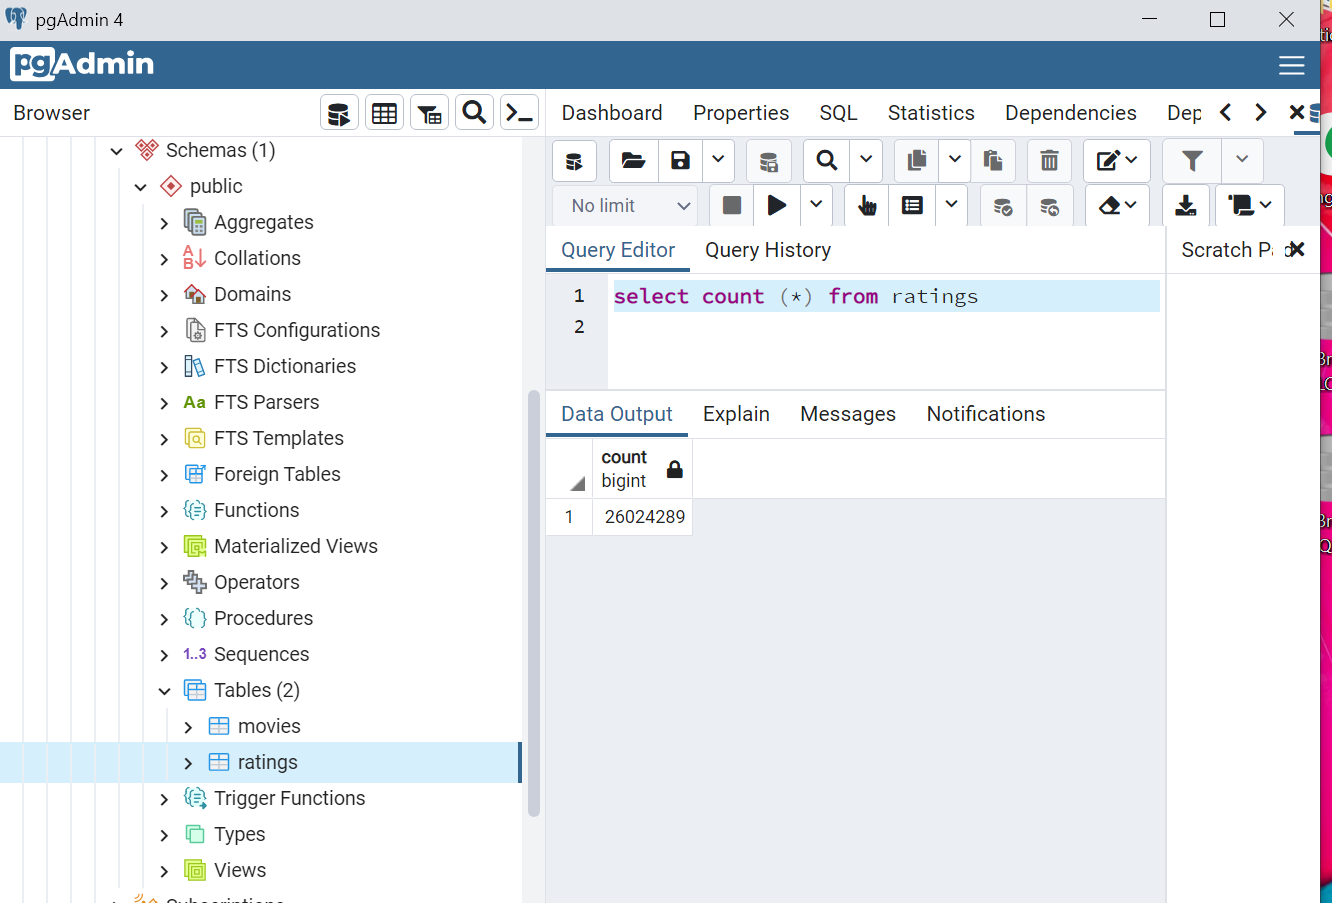 pgAdmin 4
pgAdmin
Browser
Dashboard Properties SQL Statistics Dependencies Dep
Schemas (1)
public
Aggregates
Collations
Domains
FTS Configurations
FTS Dictionaries
Aa FTS Parsers
FTS Templates
Foreign Tables
Functions
Materialized Views
Operators
Procedures
1..3 Sequences
Tables (2)
movies
ratings
Trigger Functions
Types
Views
No limit
Query Editor Query History
Scratch P
1 select count (*) from ratings
2
Data Output Explain Messages Notifications
count
bigint
1 26024289